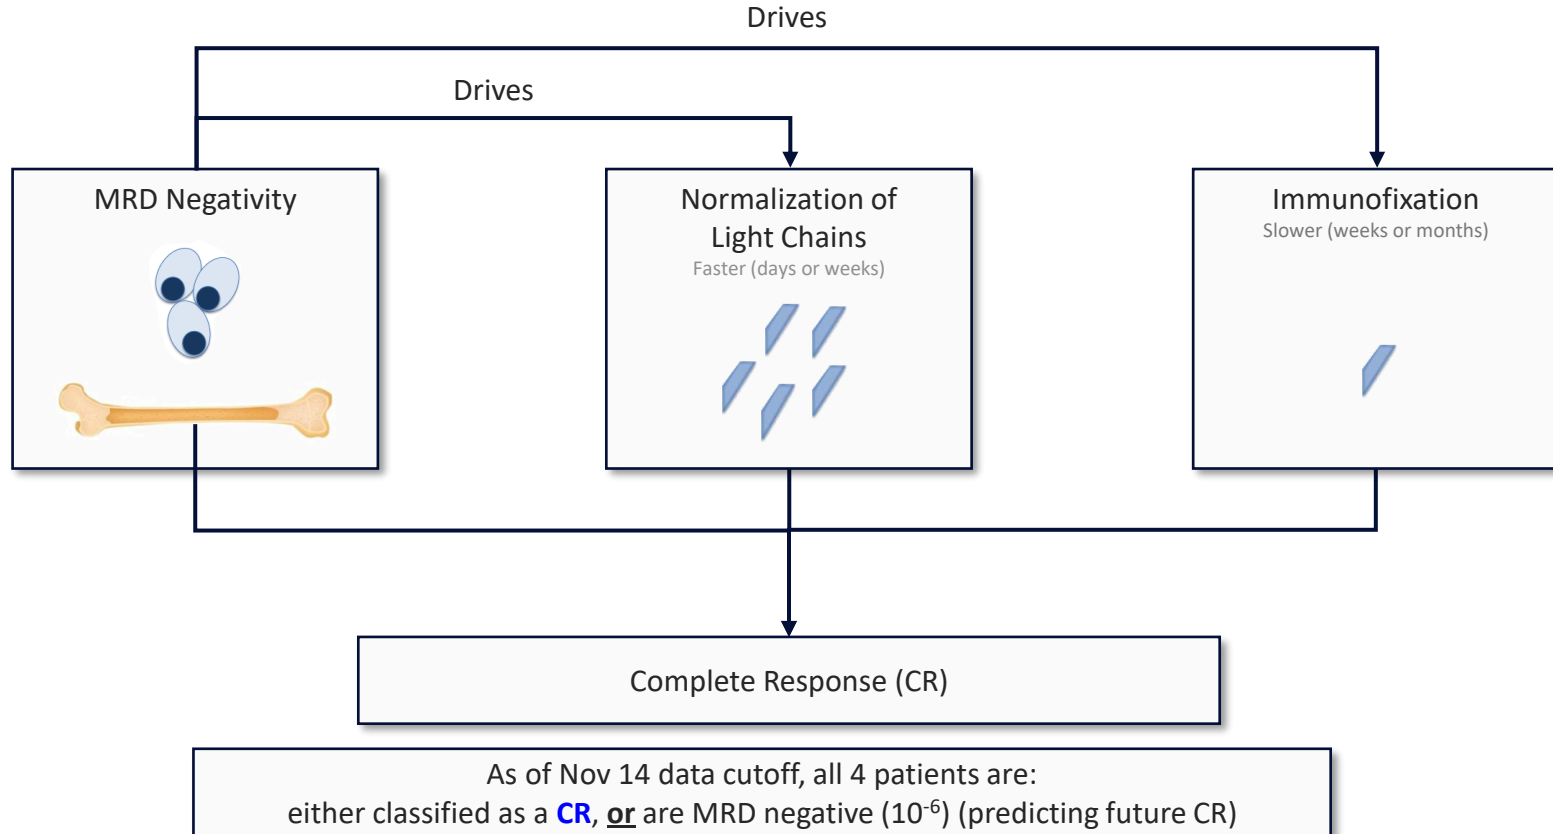 Drives
Drives
MRD Negativity
Normalization of
Light Chains
Faster (days or weeks)
Immunofixation
Slower (weeks or months)
Complete Response (CR)
As of Nov 14 data cutoff, all 4 patients are:
either classified as a CR, or are MRD negative (10⁻⁶) (predicting future CR)